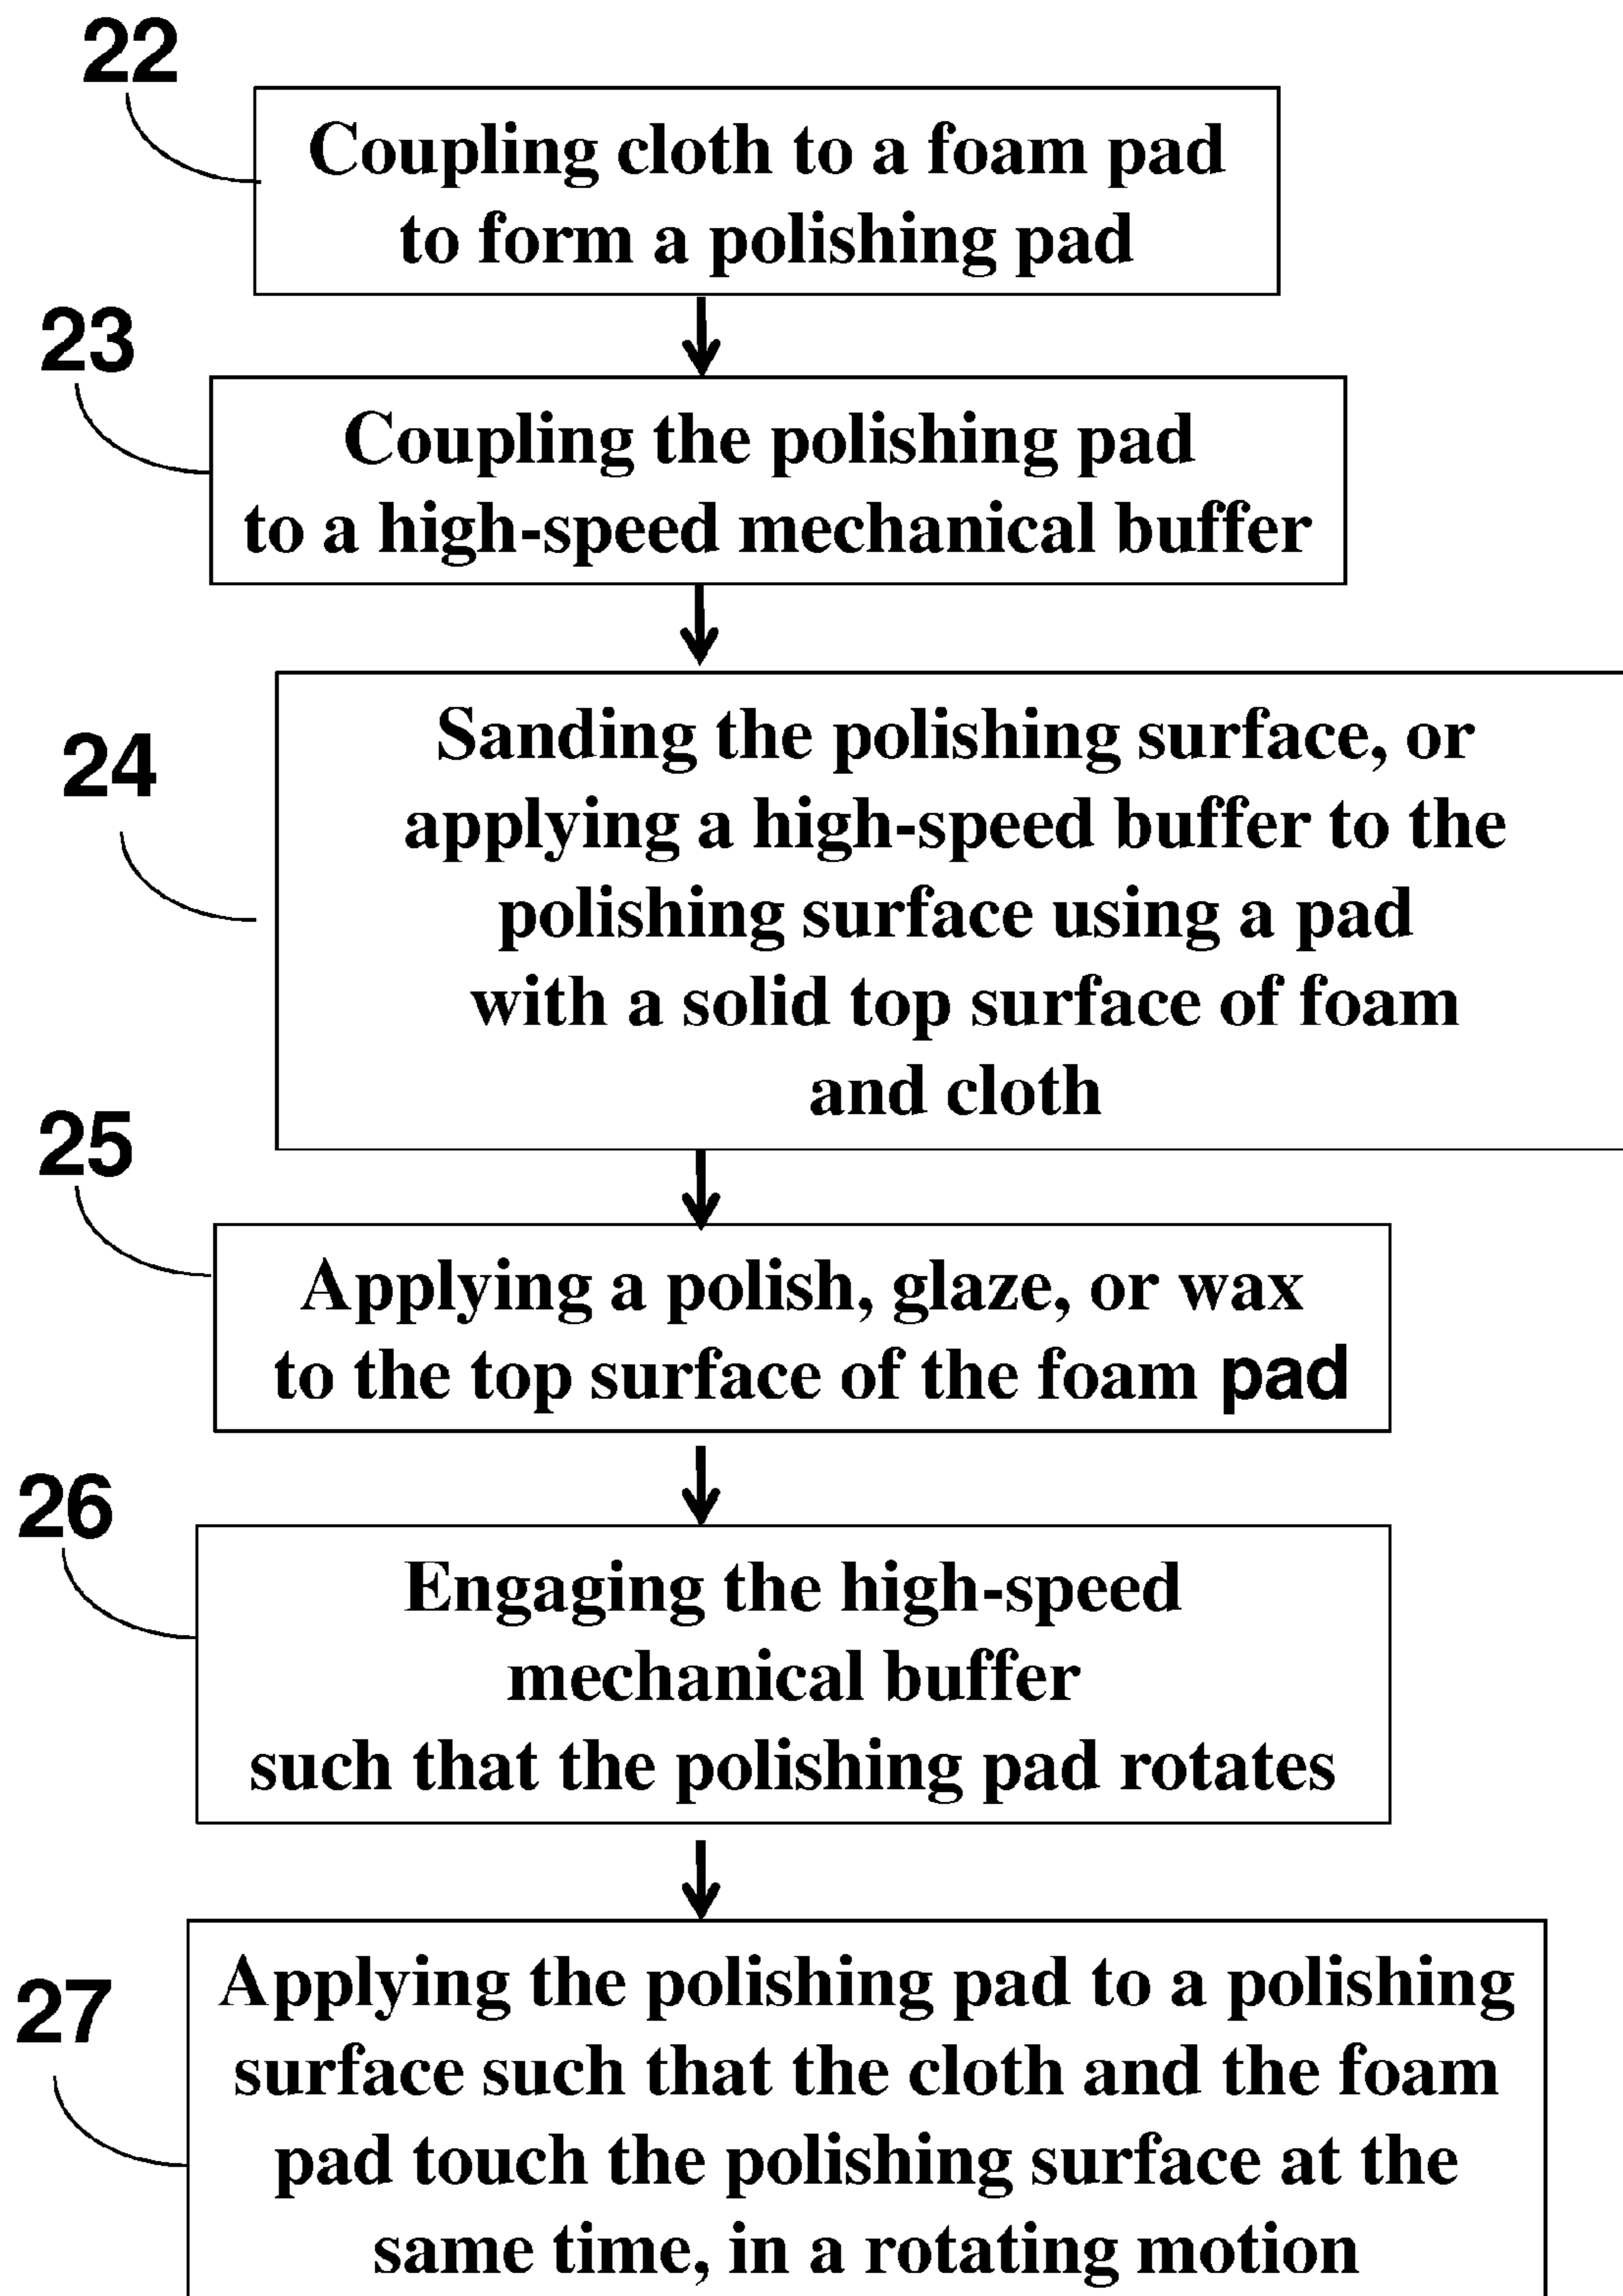 22
Coupling cloth to a foam pad
to form a polishing pad
23
Coupling the polishing pad
to a high-speed mechanical buffer
24
Sanding the polishing surface, or
applying a high-speed buffer to the
polishing surface using a pad
with a solid top surface of foam
and cloth
25
Applying a polish, glaze, or wax
to the top surface of the foam pad
26
Engaging the high-speed
mechanical buffer
such that the polishing pad rotates
27
Applying the polishing pad to a polishing
surface such that the cloth and the foam
pad touch the polishing surface at the
same time, in a rotating motion